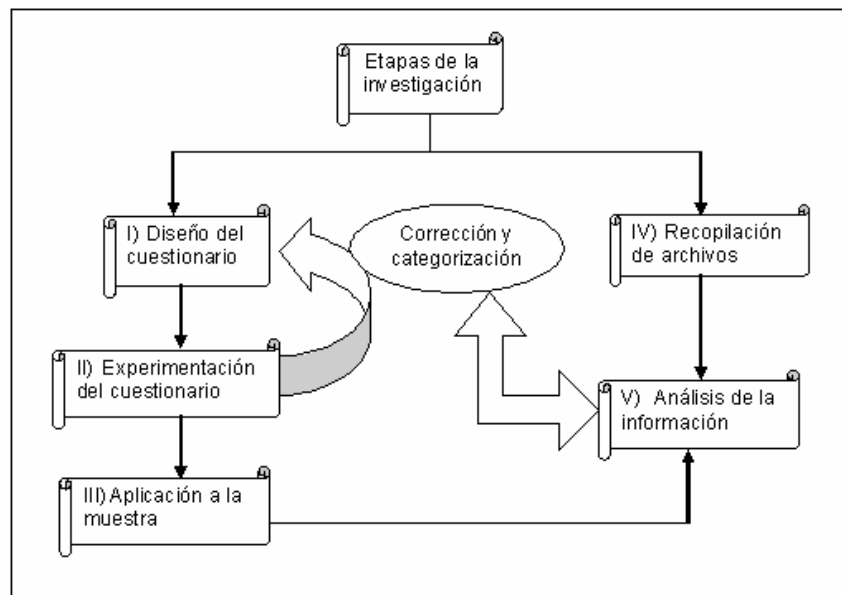 Etapas de la
investigación
I) Diseño del
cuestionario
Corrección y
categorización
IV) Recopilación
de archivos
II) Experimentación
del cuestionario
V) Análisis de la
información
III) Aplicación a la
muestra